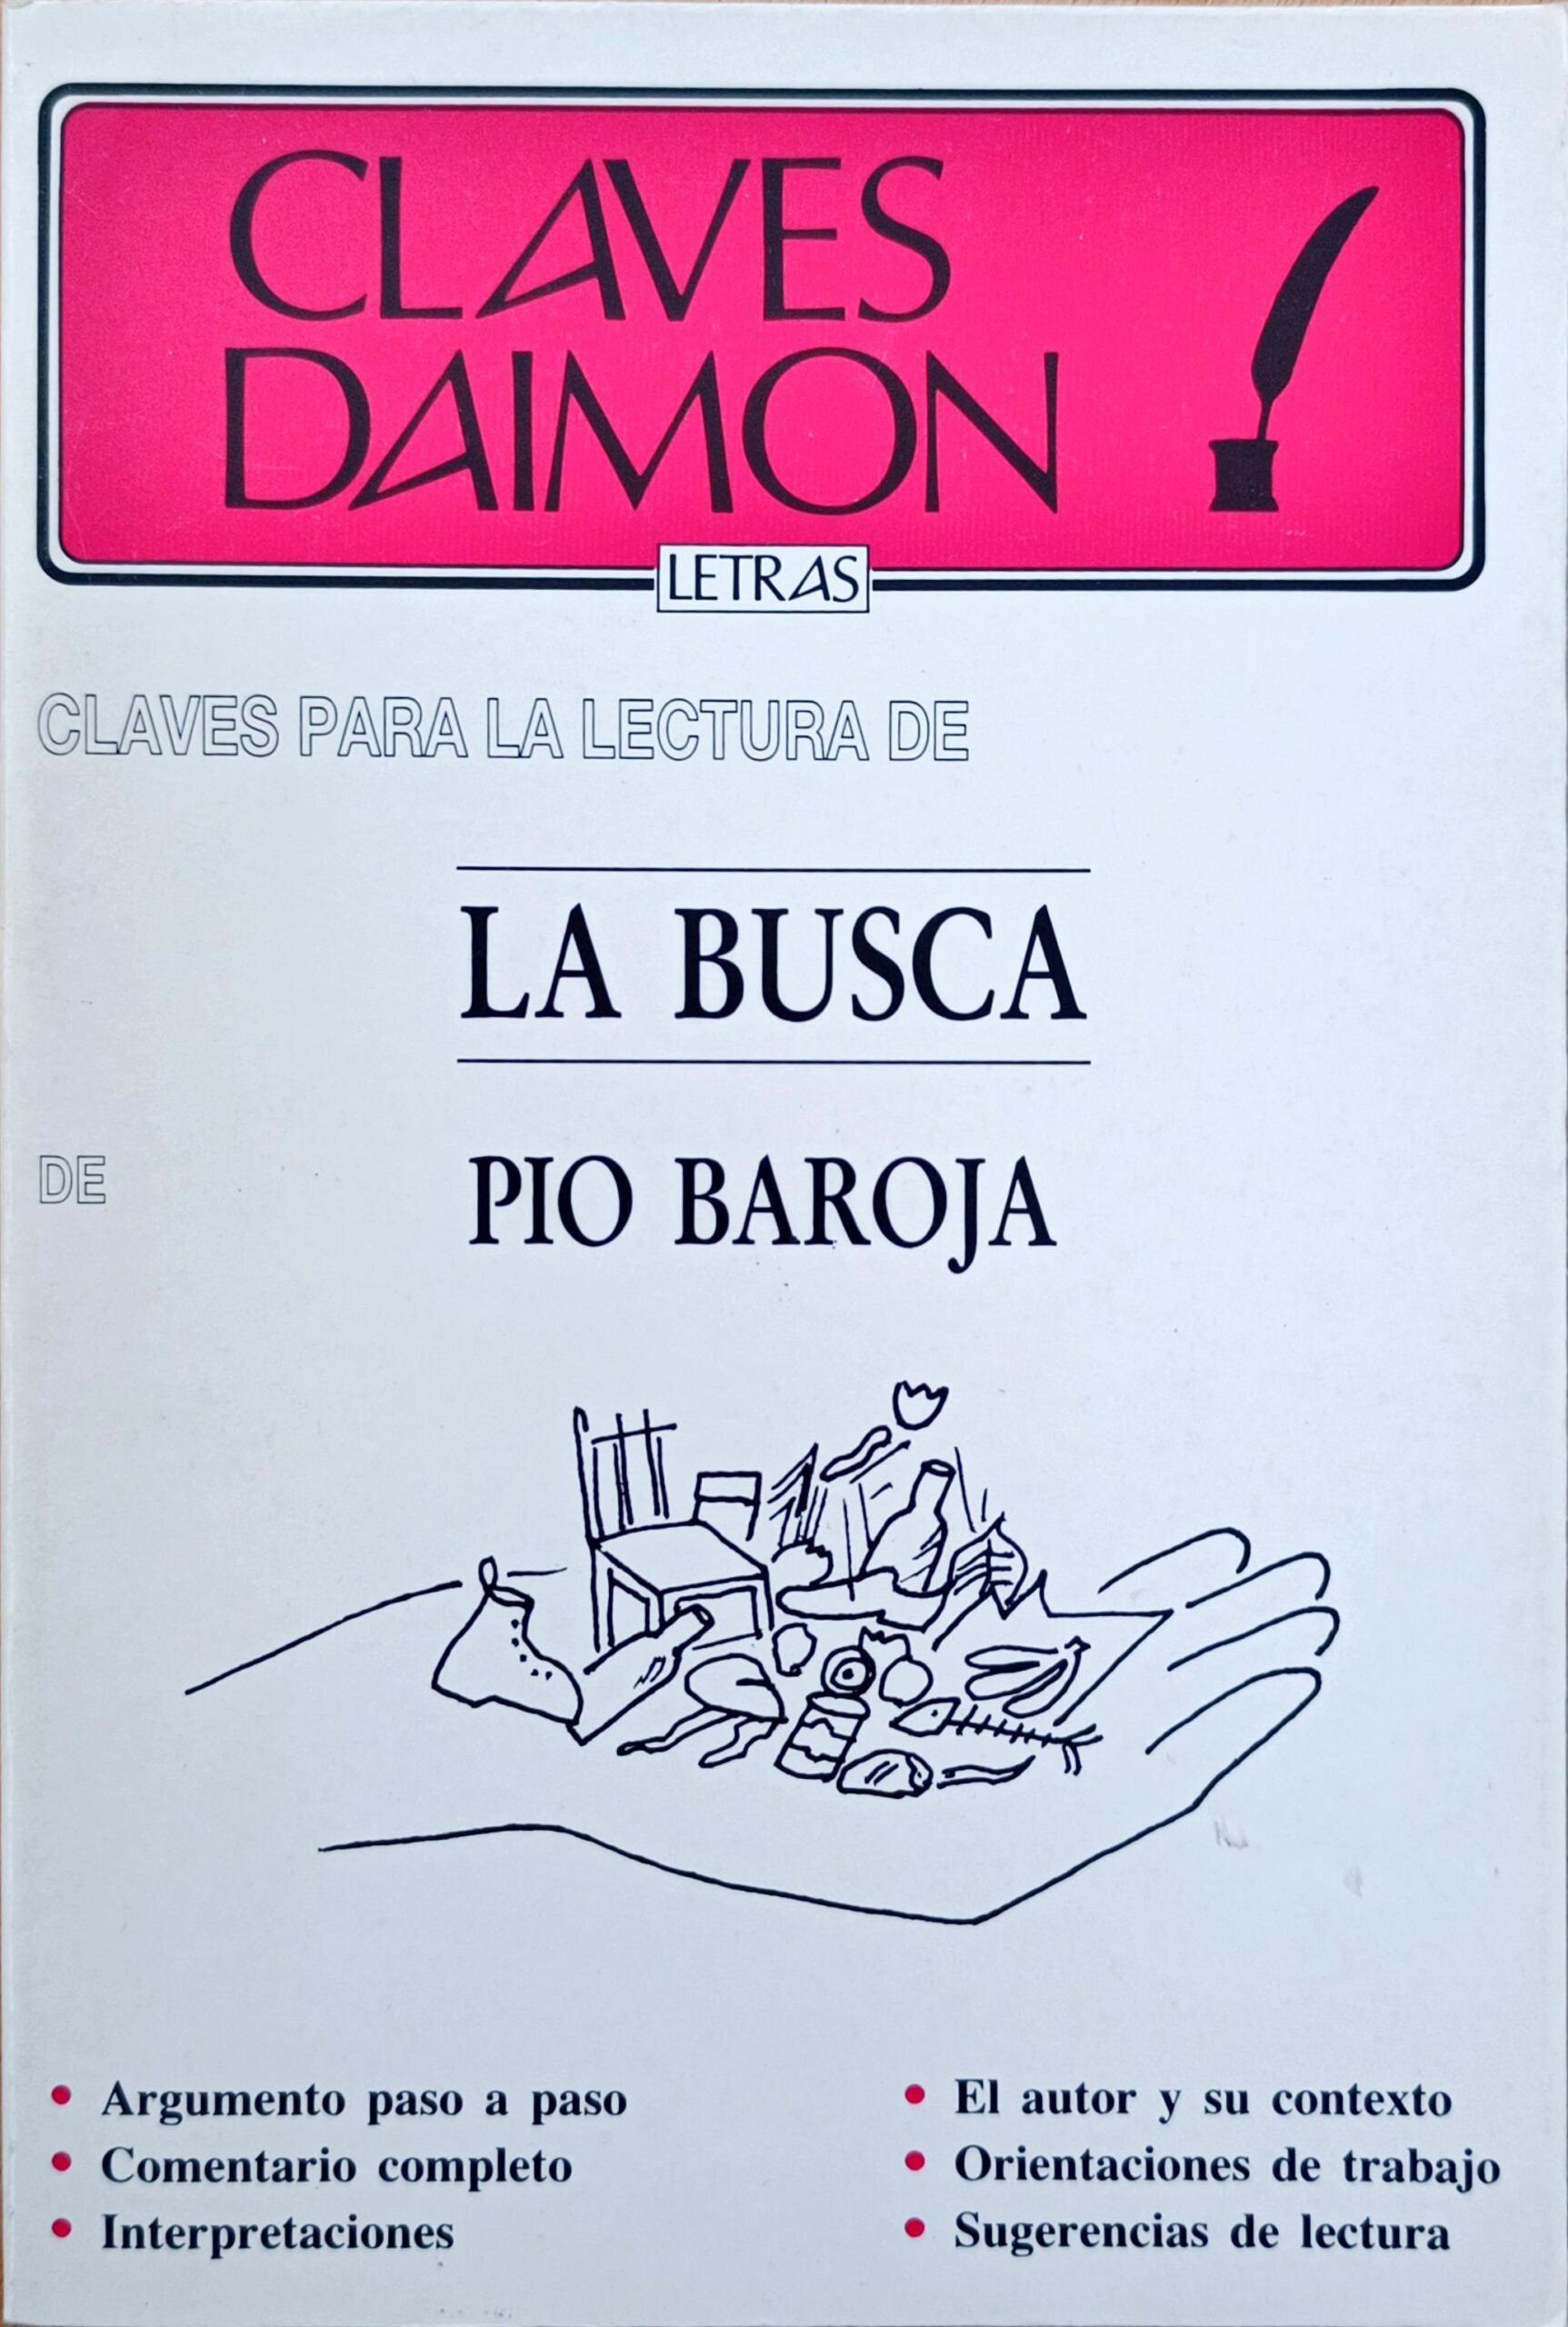 CLAVES
DAIMON
LETRAS
CLAVES PARA LA LECTURA DE
LA BUSCA
DE
PIO BAROJA
• Argumento paso a paso
• Comentario completo
• Interpretaciones
• El autor y su contexto
• Orientaciones de trabajo
• Sugerencias de lectura